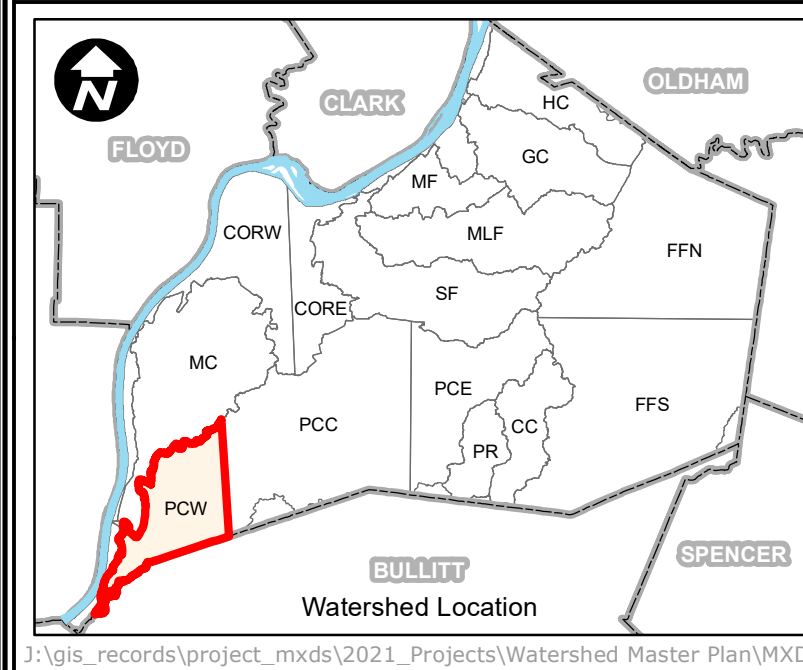 N
OLDHAM
CLARK
HC
FLOYD
GC
MF
CORW
MLF
FFN
SF
CORE
MC
PCE
FFS
PCC
CC
PR
PCW
SPENCER
BULLITT
Watershed Location
J:\gis_records\project_mxds\2021_Projects\Watershed Master Plan\MXD